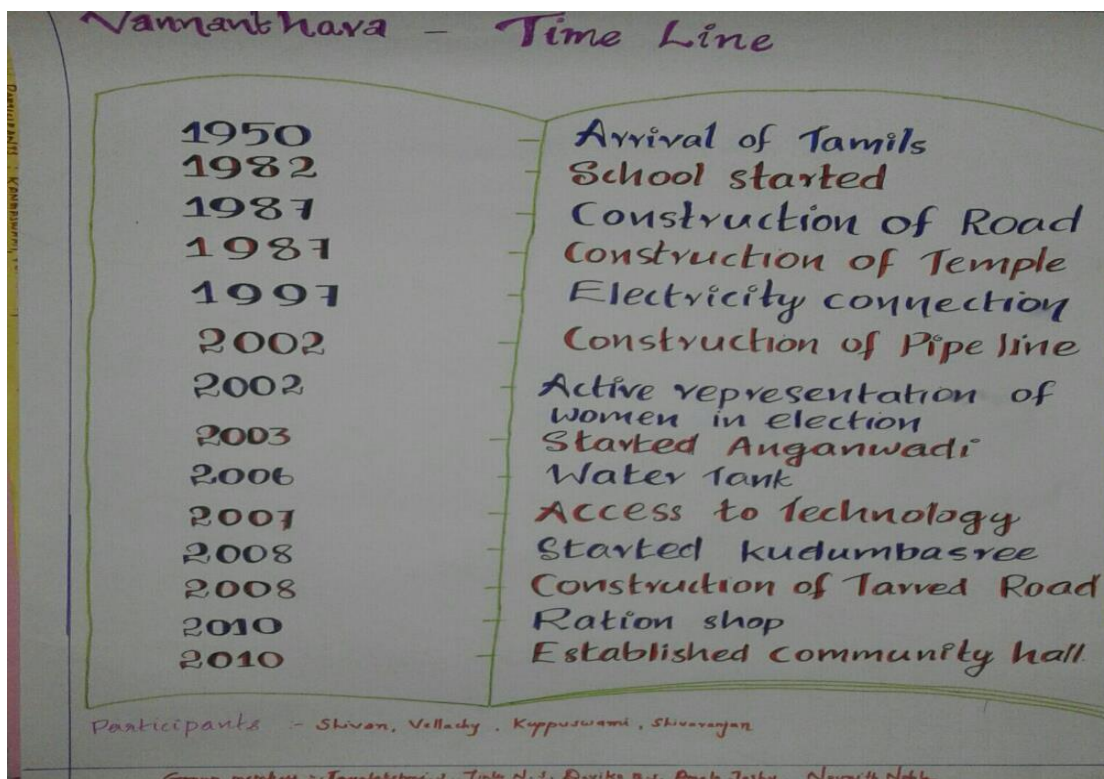 Vannanthara - Time Line
1950 - Arrival of Tamils
1982 - School started
1987 - Construction of Road
1987 - Construction of Temple
1997 - Electricity connection
2002 - Construction of Pipe line
2002 - Active representation of
women in election
2003 - Started Anganwadi
2006 - Water Tank
2007 - Access to Technology
2008 - Started kudumbasree
2008 - Construction of Tarred Road
2010 - Ration shop
2010 - Established community hall
Participants :- Shivan, Vellachy, Kuppuswami, Shivaranjan